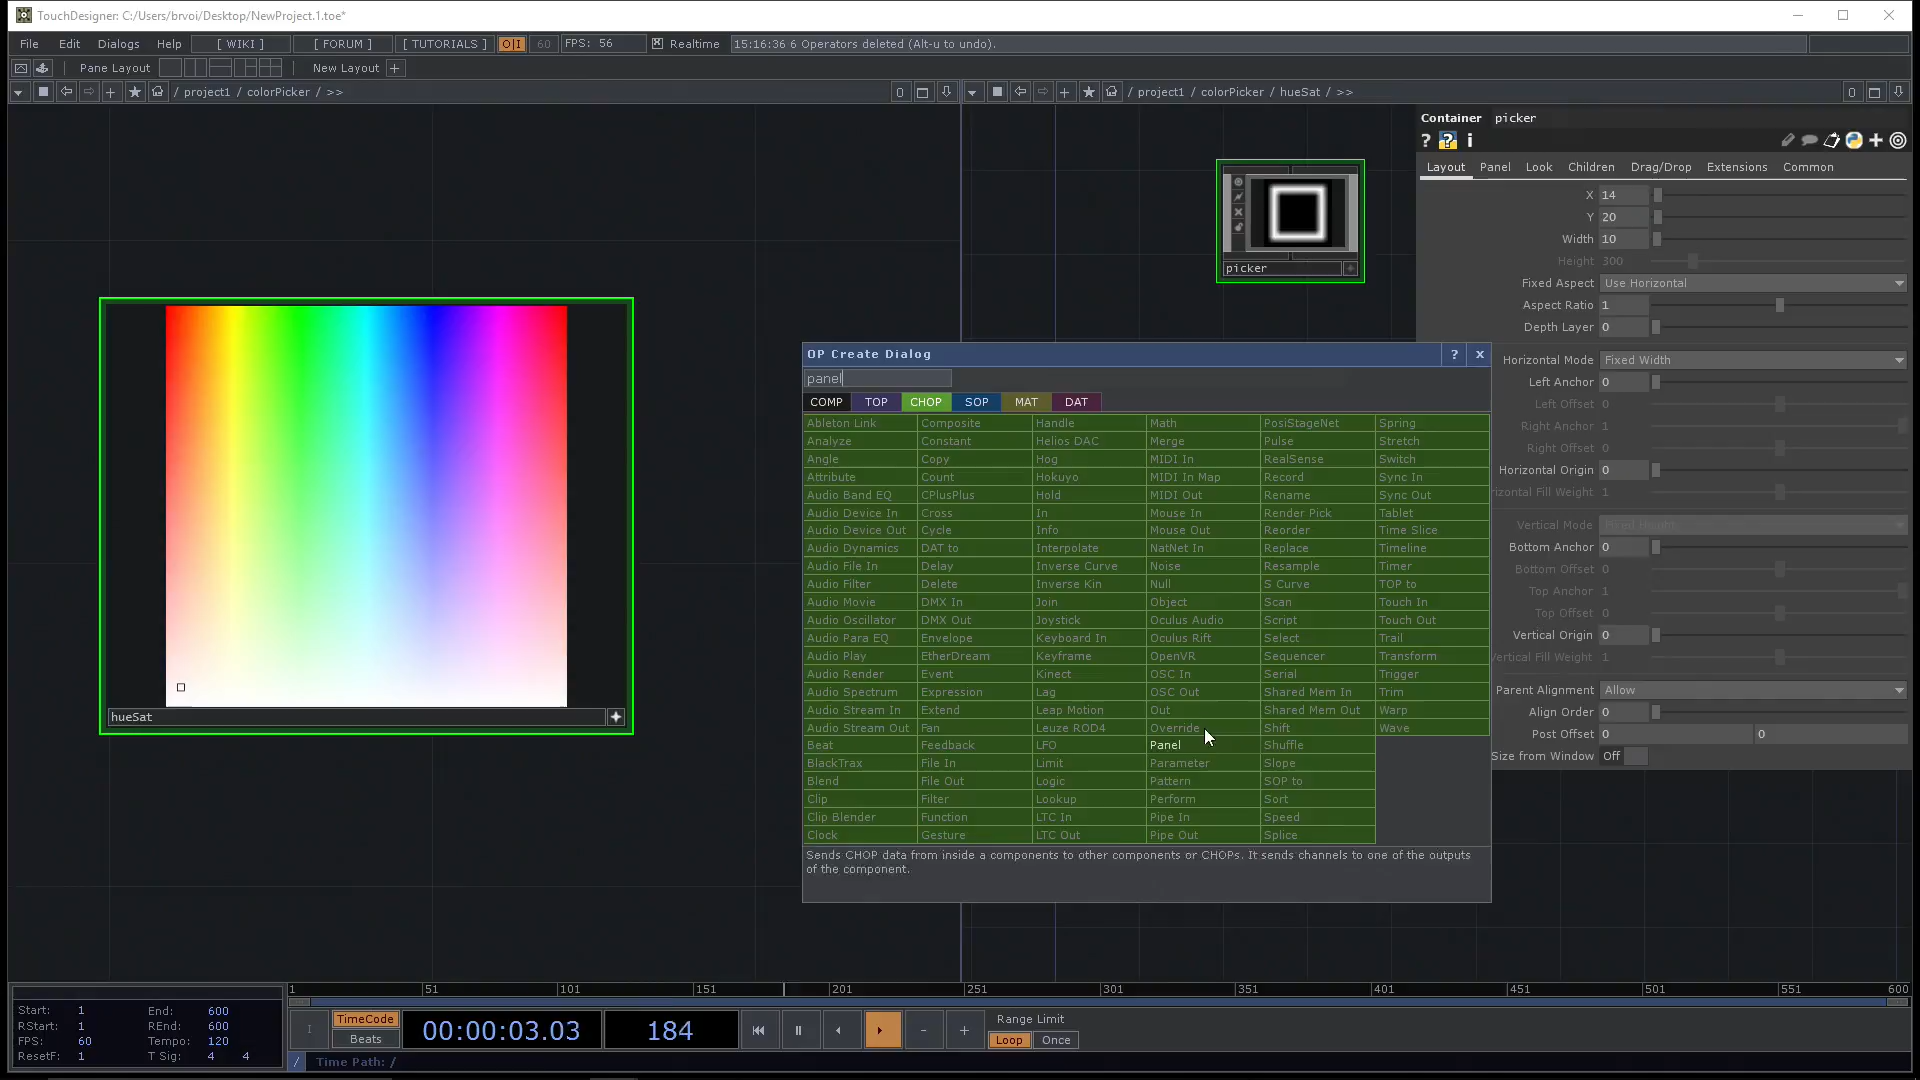 TouchDesigner: C:/Users/brvoi/Desktop/NewProject.1.toe*
File Edit Dialogs Help [ WIKI ] [ FORUM ] [ TUTORIALS ] O|I 60 FPS: 56 Realtime 15:16:36 6 Operators deleted (Alt-u to undo).
Pane Layout New Layout +
/ project1 / colorPicker / >> 0
/ project1 / colorPicker / hueSat / >> 0
Container picker
? ? i
Layout Panel Look Children Drag/Drop Extensions Common
X 14
Y 20
Width 10
Height 300
Fixed Aspect Use Horizontal
Aspect Ratio 1
Depth Layer 0
Horizontal Mode Fixed Width
Left Anchor 0
Left Offset 0
Right Anchor 1
Right Offset 0
Horizontal Origin 0
rizontal Fill Weight 1
Vertical Mode Fixed Height
Bottom Anchor 0
Bottom Offset 0
Top Anchor 1
Top Offset 0
Vertical Origin 0
Vertical Fill Weight 1
Parent Alignment Allow
Align Order 0
Post Offset 0 0
Size from Window Off
picker
hueSat
OP Create Dialog ? x
panel
COMP TOP CHOP SOP MAT DAT
Ableton Link Composite Handle Math PosiStageNet Spring
Analyze Constant Helios DAC Merge Pulse Stretch
Angle Copy Hog MIDI In RealSense Switch
Attribute Count Hokuyo MIDI In Map Record Sync In
Audio Band EQ CPlusPlus Hold MIDI Out Rename Sync Out
Audio Device In Cross In Mouse In Render Pick Tablet
Audio Device Out Cycle Info Mouse Out Reorder Time Slice
Audio Dynamics DAT to Interpolate NatNet In Replace Timeline
Audio File In Delay Inverse Curve Noise Resample Timer
Audio Filter Delete Inverse Kin Null S Curve TOP to
Audio Movie DMX In Join Object Scan Touch In
Audio Oscillator DMX Out Joystick Oculus Audio Script Touch Out
Audio Para EQ Envelope Keyboard In Oculus Rift Select Trail
Audio Play EtherDream Keyframe OpenVR Sequencer Transform
Audio Render Event Kinect OSC In Serial Trigger
Audio Spectrum Expression Lag OSC Out Shared Mem In Trim
Audio Stream In Extend Leap Motion Out Shared Mem Out Warp
Audio Stream Out Fan Leuze ROD4 Override Shift Wave
Beat Feedback LFO Panel Shuffle
BlackTrax File In Limit Parameter Slope
Blend File Out Logic Pattern SOP to
Clip Filter Lookup Perform Sort
Clip Blender Function LTC In Pipe In Speed
Clock Gesture LTC Out Pipe Out Splice
Sends CHOP data from inside a components to other components or CHOPs. It sends channels to one of the outputs
of the component.
1 51 101 151 201 251 301 351 401 451 501 551 600
Start: 1 End: 600
RStart: 1 REnd: 600
FPS: 60 Tempo: 120
ResetF: 1 T Sig: 4 4
I TimeCode
Beats
00:00:03.03 184 - +
Range Limit
Loop Once
/ Time Path: /